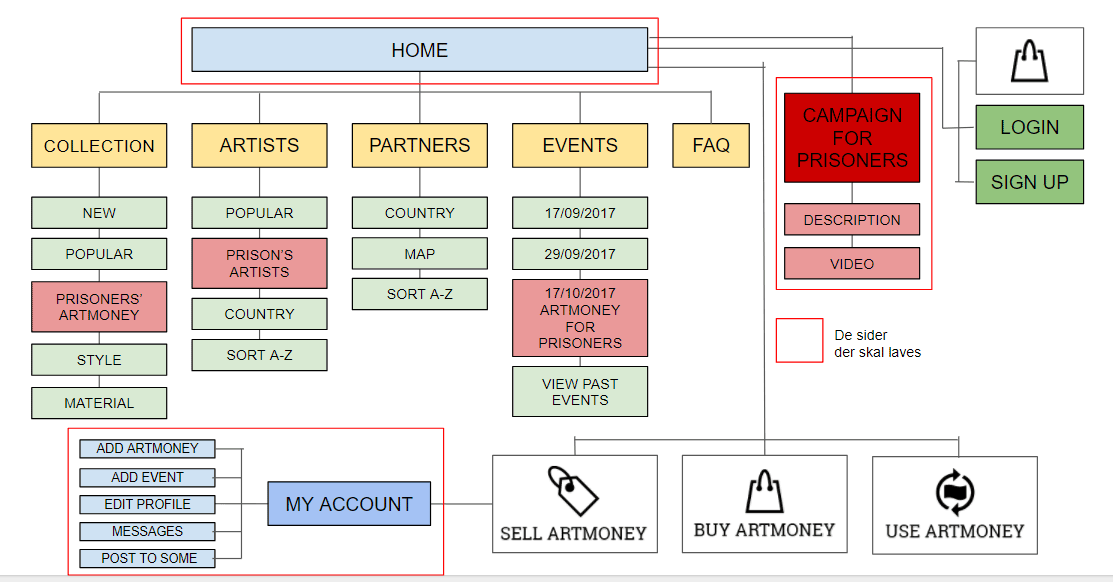 HOME
COLLECTION
ARTISTS
PARTNERS
EVENTS
FAQ
CAMPAIGN
FOR
PRISONERS
DESCRIPTION
VIDEO
LOGIN
SIGN UP
NEW
POPULAR
PRISONERS'
ARTMONEY
STYLE
MATERIAL
POPULAR
PRISON'S
ARTISTS
COUNTRY
SORT A-Z
COUNTRY
MAP
SORT A-Z
17/09/2017
29/09/2017
17/10/2017
ARTMONEY
FOR
PRISONERS
VIEW PAST
EVENTS
De sider
der skal laves
ADD ARTMONEY
ADD EVENT
EDIT PROFILE
MESSAGES
POST TO SOME
MY ACCOUNT
SELL ARTMONEY
BUY ARTMONEY
USE ARTMONEY